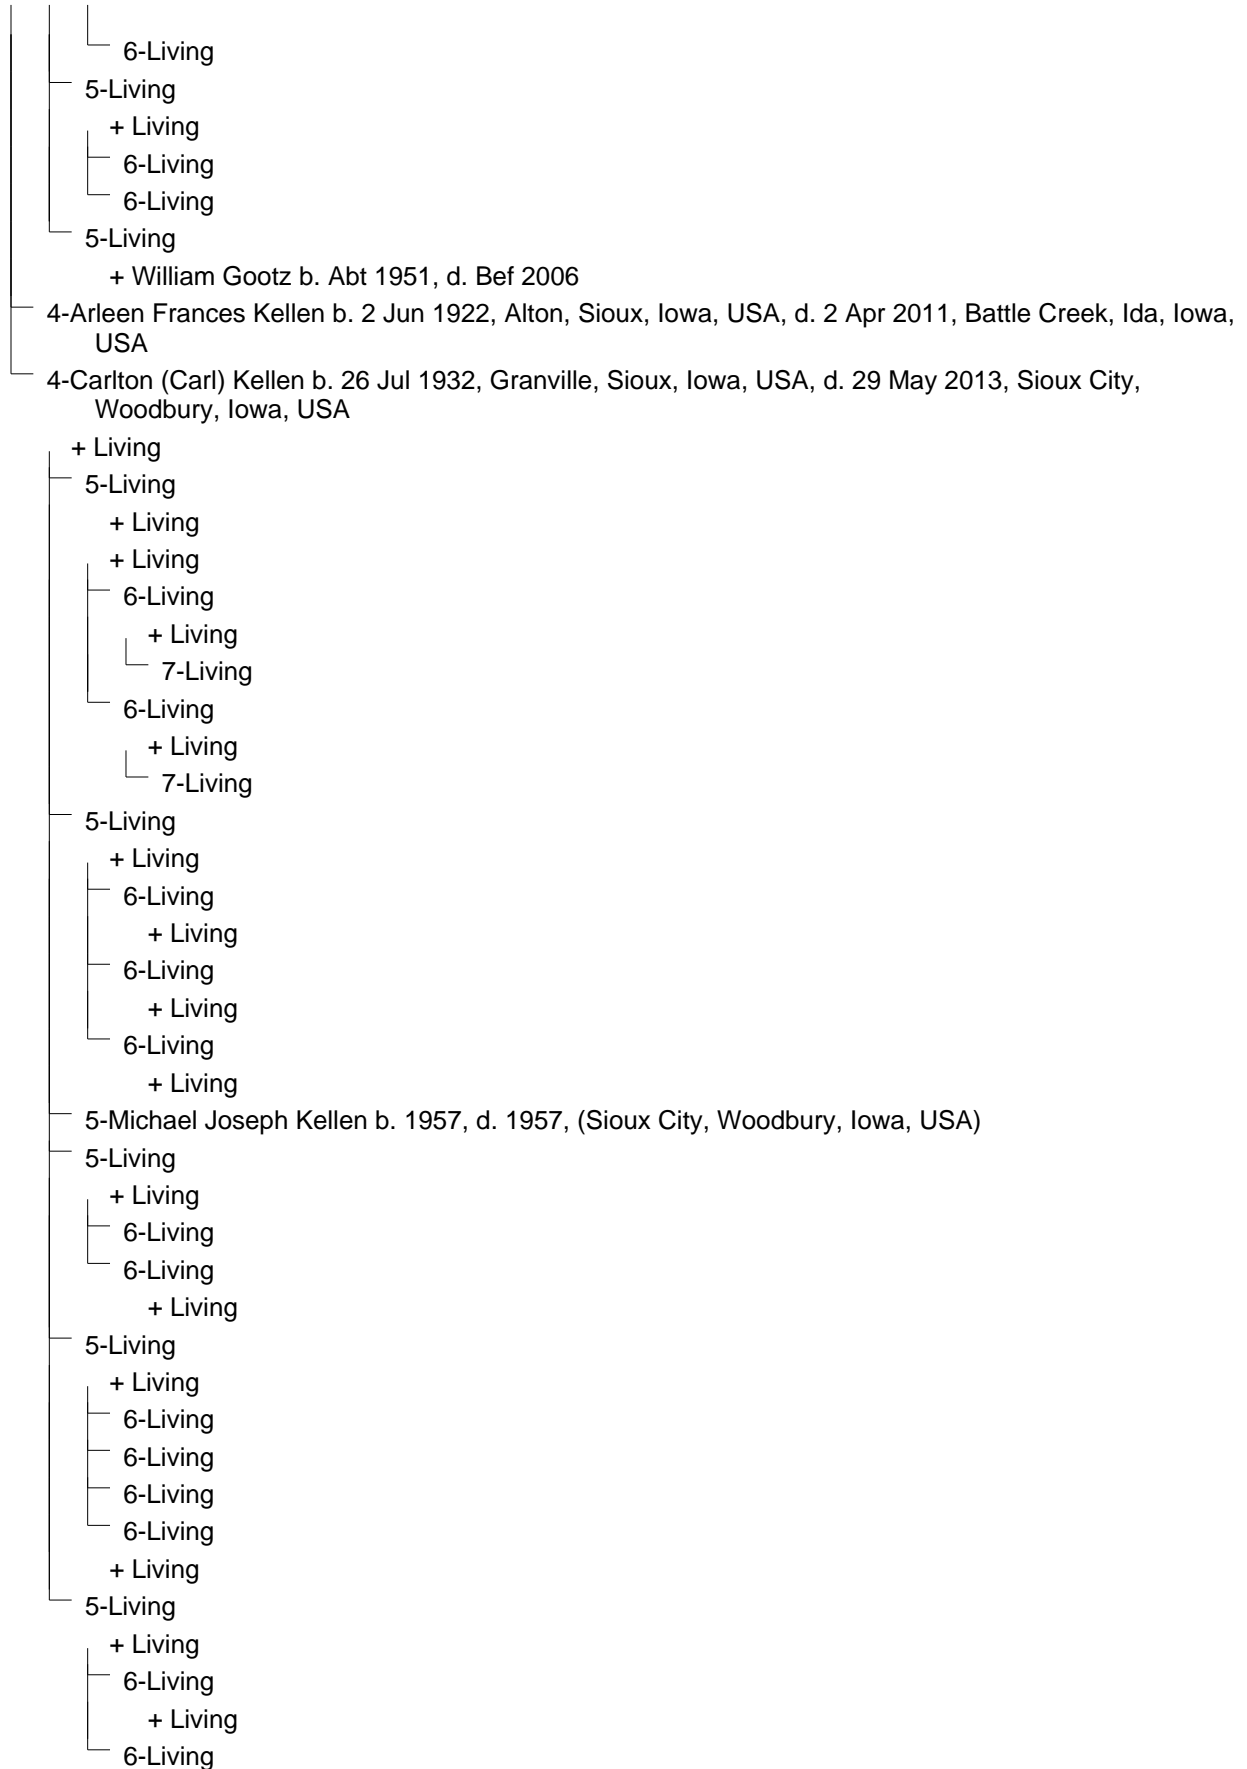 6-Living
5-Living
+ Living
6-Living
6-Living
5-Living
+ William Gootz b. Abt 1951, d. Bef 2006
4-Arleen Frances Kellen b. 2 Jun 1922, Alton, Sioux, Iowa, USA, d. 2 Apr 2011, Battle Creek, Ida, Iowa,
USA
4-Carlton (Carl) Kellen b. 26 Jul 1932, Granville, Sioux, Iowa, USA, d. 29 May 2013, Sioux City,
Woodbury, Iowa, USA
+ Living
5-Living
+ Living
+ Living
6-Living
+ Living
7-Living
6-Living
+ Living
7-Living
5-Living
+ Living
6-Living
+ Living
6-Living
+ Living
6-Living
+ Living
5-Michael Joseph Kellen b. 1957, d. 1957, (Sioux City, Woodbury, Iowa, USA)
5-Living
+ Living
6-Living
6-Living
+ Living
5-Living
+ Living
6-Living
6-Living
6-Living
6-Living
+ Living
5-Living
+ Living
6-Living
+ Living
6-Living